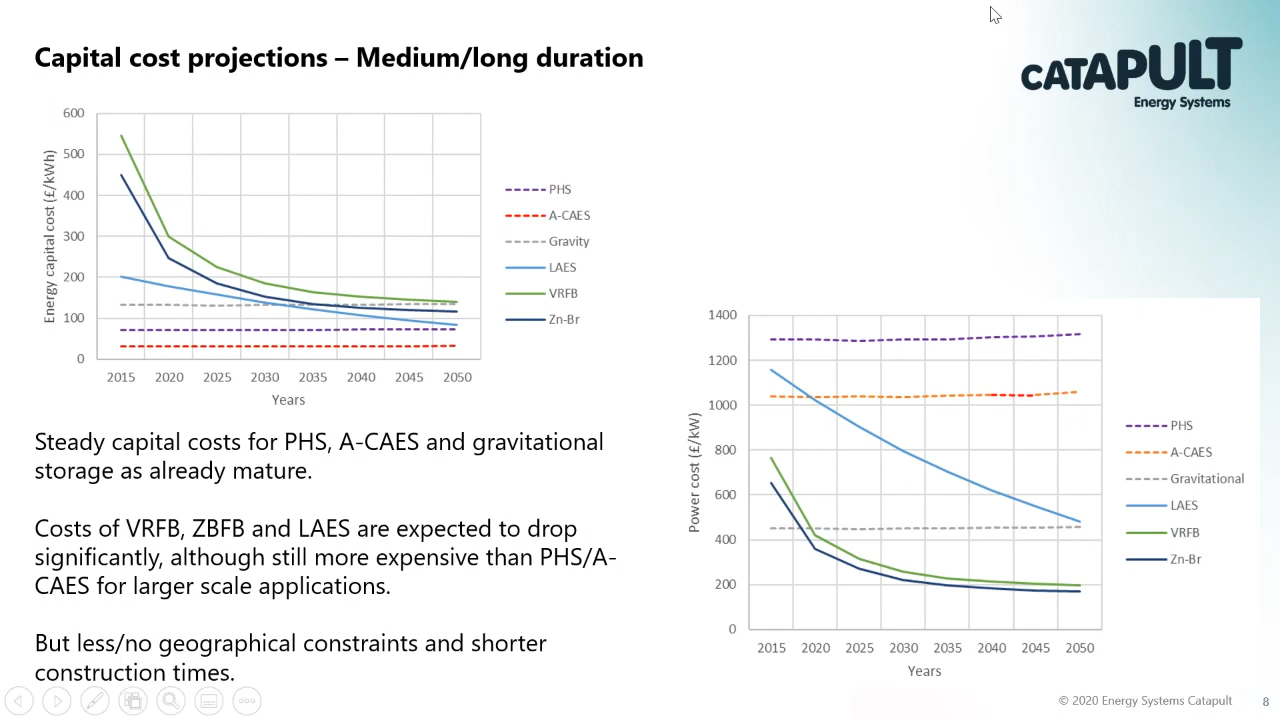 Capital cost projections – Medium/long duration
CATAPULT
Energy Systems
600
500
400
300
200
100
0
Energy capital cost (£/kWh)
2015 2020 2025 2030 2035 2040 2045 2050
Years
PHS
A-CAES
Gravity
LAES
VRFB
Zn-Br
Steady capital costs for PHS, A-CAES and gravitational
storage as already mature.
Costs of VRFB, ZBFB and LAES are expected to drop
significantly, although still more expensive than PHS/A-
CAES for larger scale applications.
But less/no geographical constraints and shorter
construction times.
1400
1200
1000
800
600
400
200
0
Power cost (£/kW)
2015 2020 2025 2030 2035 2040 2045 2050
Years
PHS
A-CAES
Gravitational
LAES
VRFB
Zn-Br
© 2020 Energy Systems Catapult
8